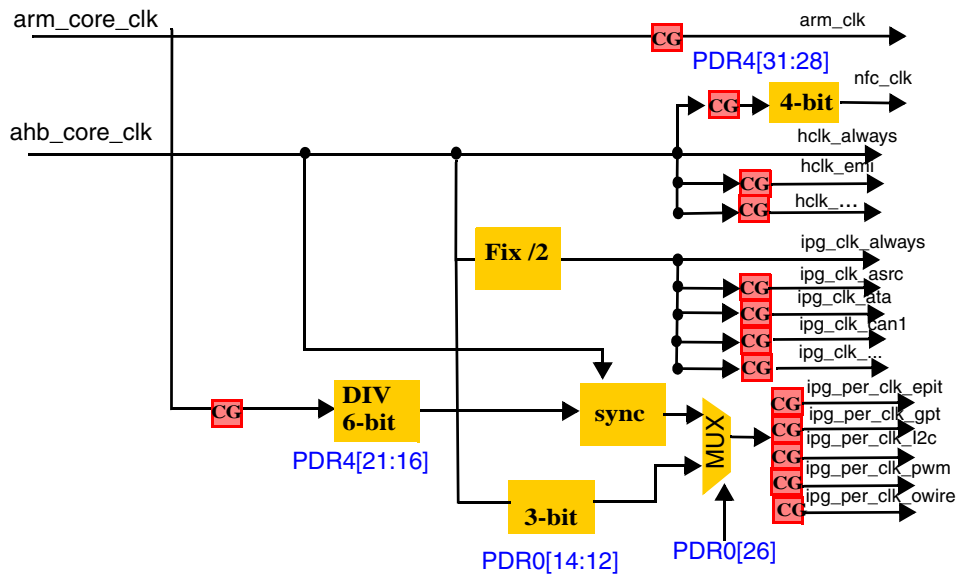 arm_core_clk
arm_clk
CG
PDR4[31:28]
nfc_clk
CG
4-bit
ahb_core_clk
hclk_always
hclk_emi
CG
hclk_...
CG
ipg_clk_always
Fix /2
ipg_clk_asrc
CG
ipg_clk_ata
CG
ipg_clk_can1
CG
ipg_clk_...
CG
DIV
6-bit
CG
PDR4[21:16]
sync
MUX
ipg_per_clk_epit
CG
ipg_per_clk_gpt
CG
ipg_per_clk_I2c
CG
ipg_per_clk_pwm
CG
ipg_per_clk_owire
CG
3-bit
PDR0[14:12]
PDR0[26]